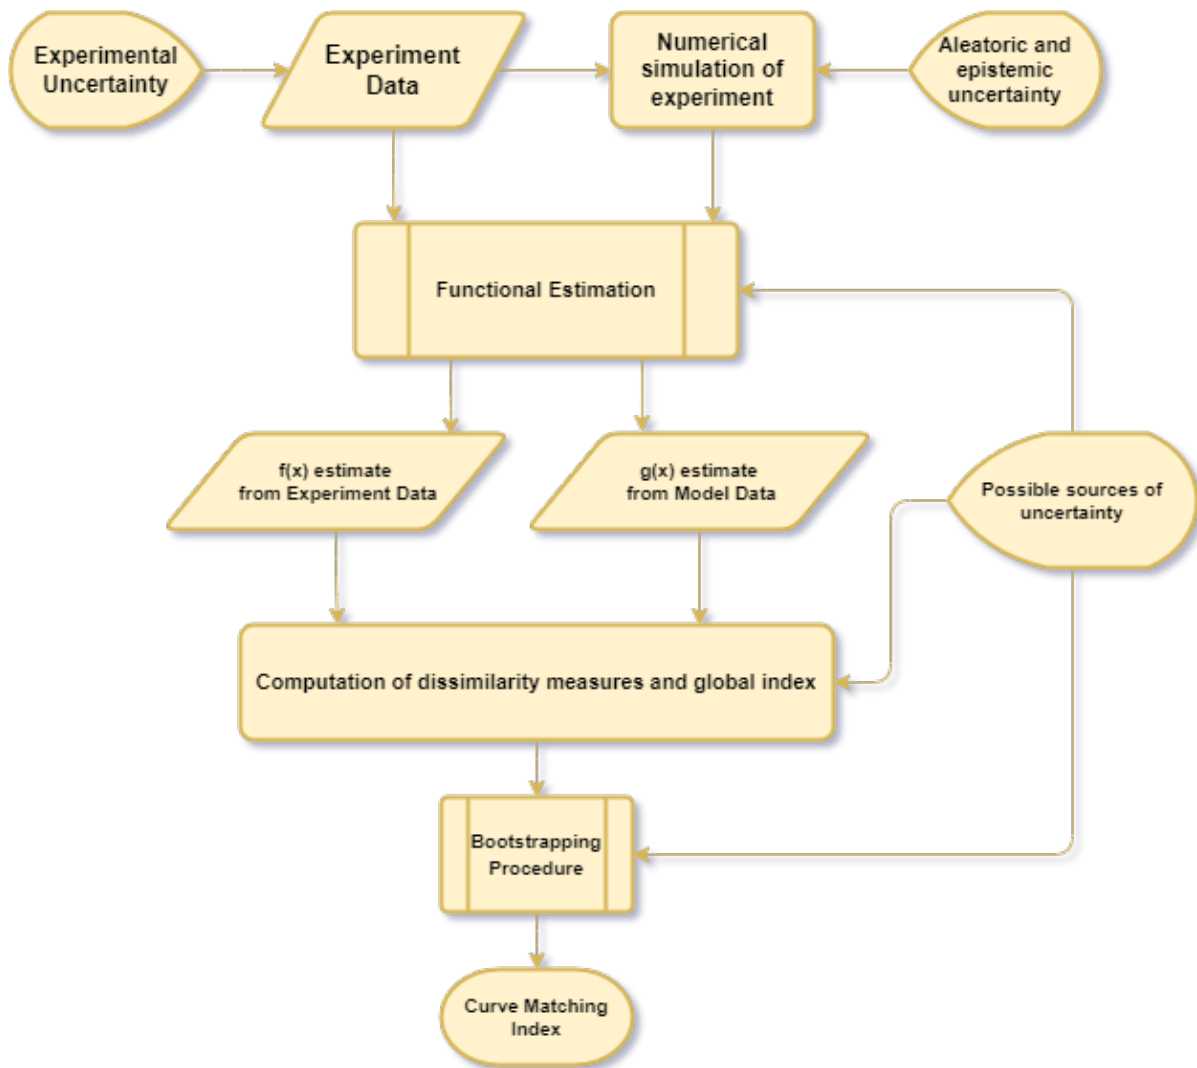 Experimental
Uncertainty
Experiment
Data
Numerical
simulation of
experiment
Aleatoric and
epistemic
uncertainty
Functional Estimation
f(x) estimate
from Experiment Data
g(x) estimate
from Model Data
Possible sources of
uncertainty
Computation of dissimilarity measures and global index
Bootstrapping
Procedure
Curve Matching
Index